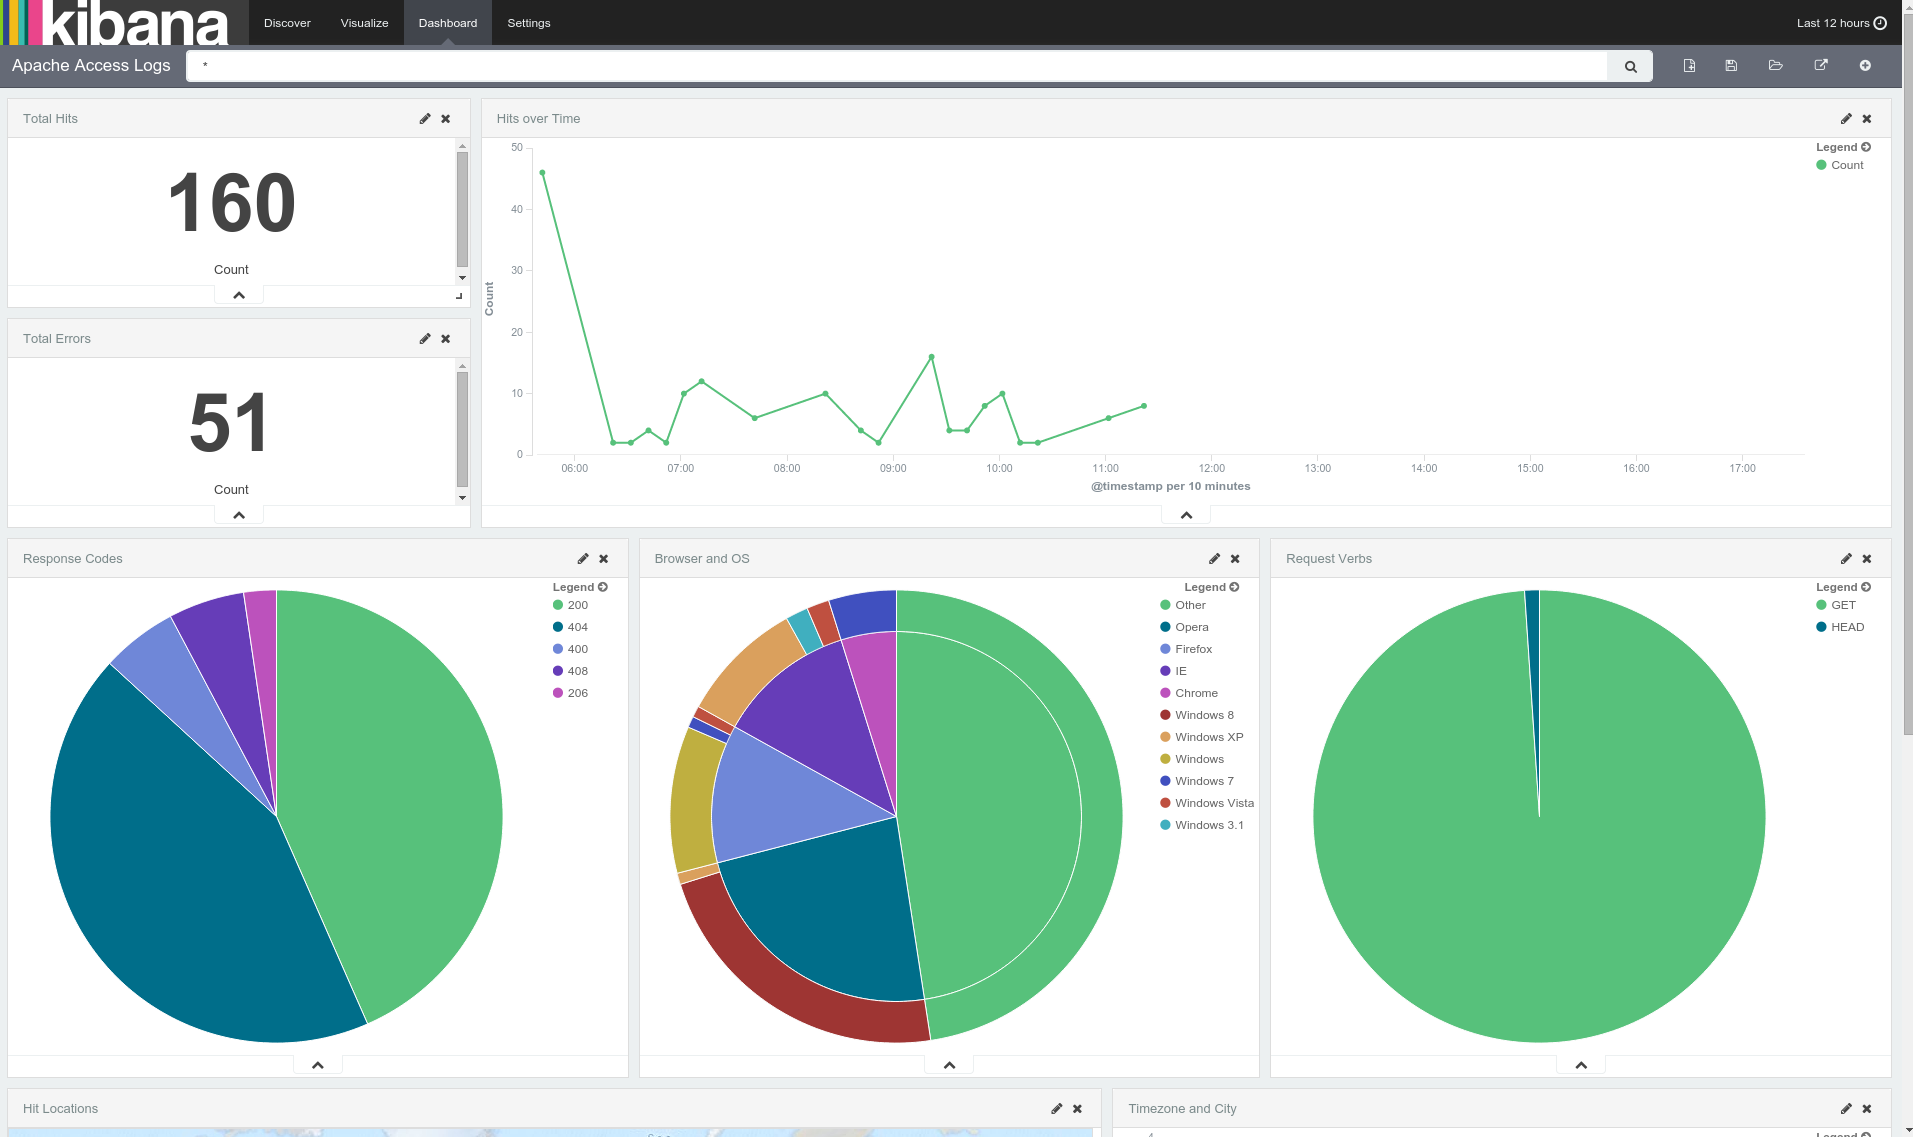 kibana
Discover Visualize Dashboard Settings Last 12 hours
Apache Access Logs *
Total Hits
160
Count
Total Errors
51
Count
Hits over Time
Legend
Count
50
40
30
20
10
0
Count
06:00 07:00 08:00 09:00 10:00 11:00 12:00 13:00 14:00 15:00 16:00 17:00
@timestamp per 10 minutes
Response Codes
Legend
200
404
400
408
206
Browser and OS
Legend
Other
Opera
Firefox
IE
Chrome
Windows 8
Windows XP
Windows
Windows 7
Windows Vista
Windows 3.1
Request Verbs
Legend
GET
HEAD
Hit Locations
Timezone and City
Legend
4